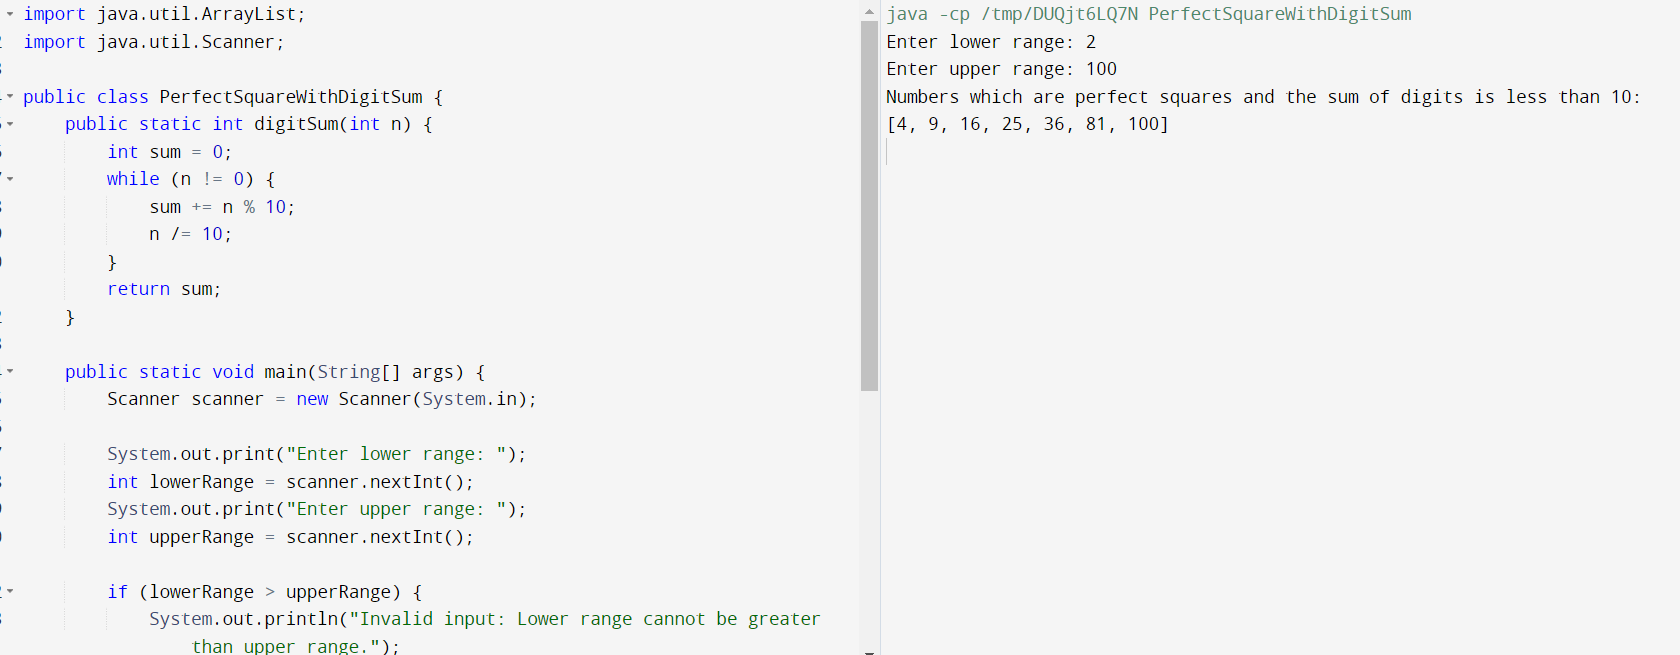 import java.util.ArrayList;
import java.util.Scanner;
public class PerfectSquareWithDigitSum {
public static int digitSum(int n) {
int sum = 0;
while (n != 0) {
sum += n % 10;
n /= 10;
}
return sum;
}
public static void main(String[] args) {
Scanner scanner = new Scanner(System.in);
System.out.print("Enter lower range: ");
int lowerRange = scanner.nextInt();
System.out.print("Enter upper range: ");
int upperRange = scanner.nextInt();
if (lowerRange > upperRange) {
System.out.println("Invalid input: Lower range cannot be greater
than upper range.");
java -cp /tmp/DUQjt6LQ7N PerfectSquareWithDigitSum
Enter lower range: 2
Enter upper range: 100
Numbers which are perfect squares and the sum of digits is less than 10:
[4, 9, 16, 25, 36, 81, 100]